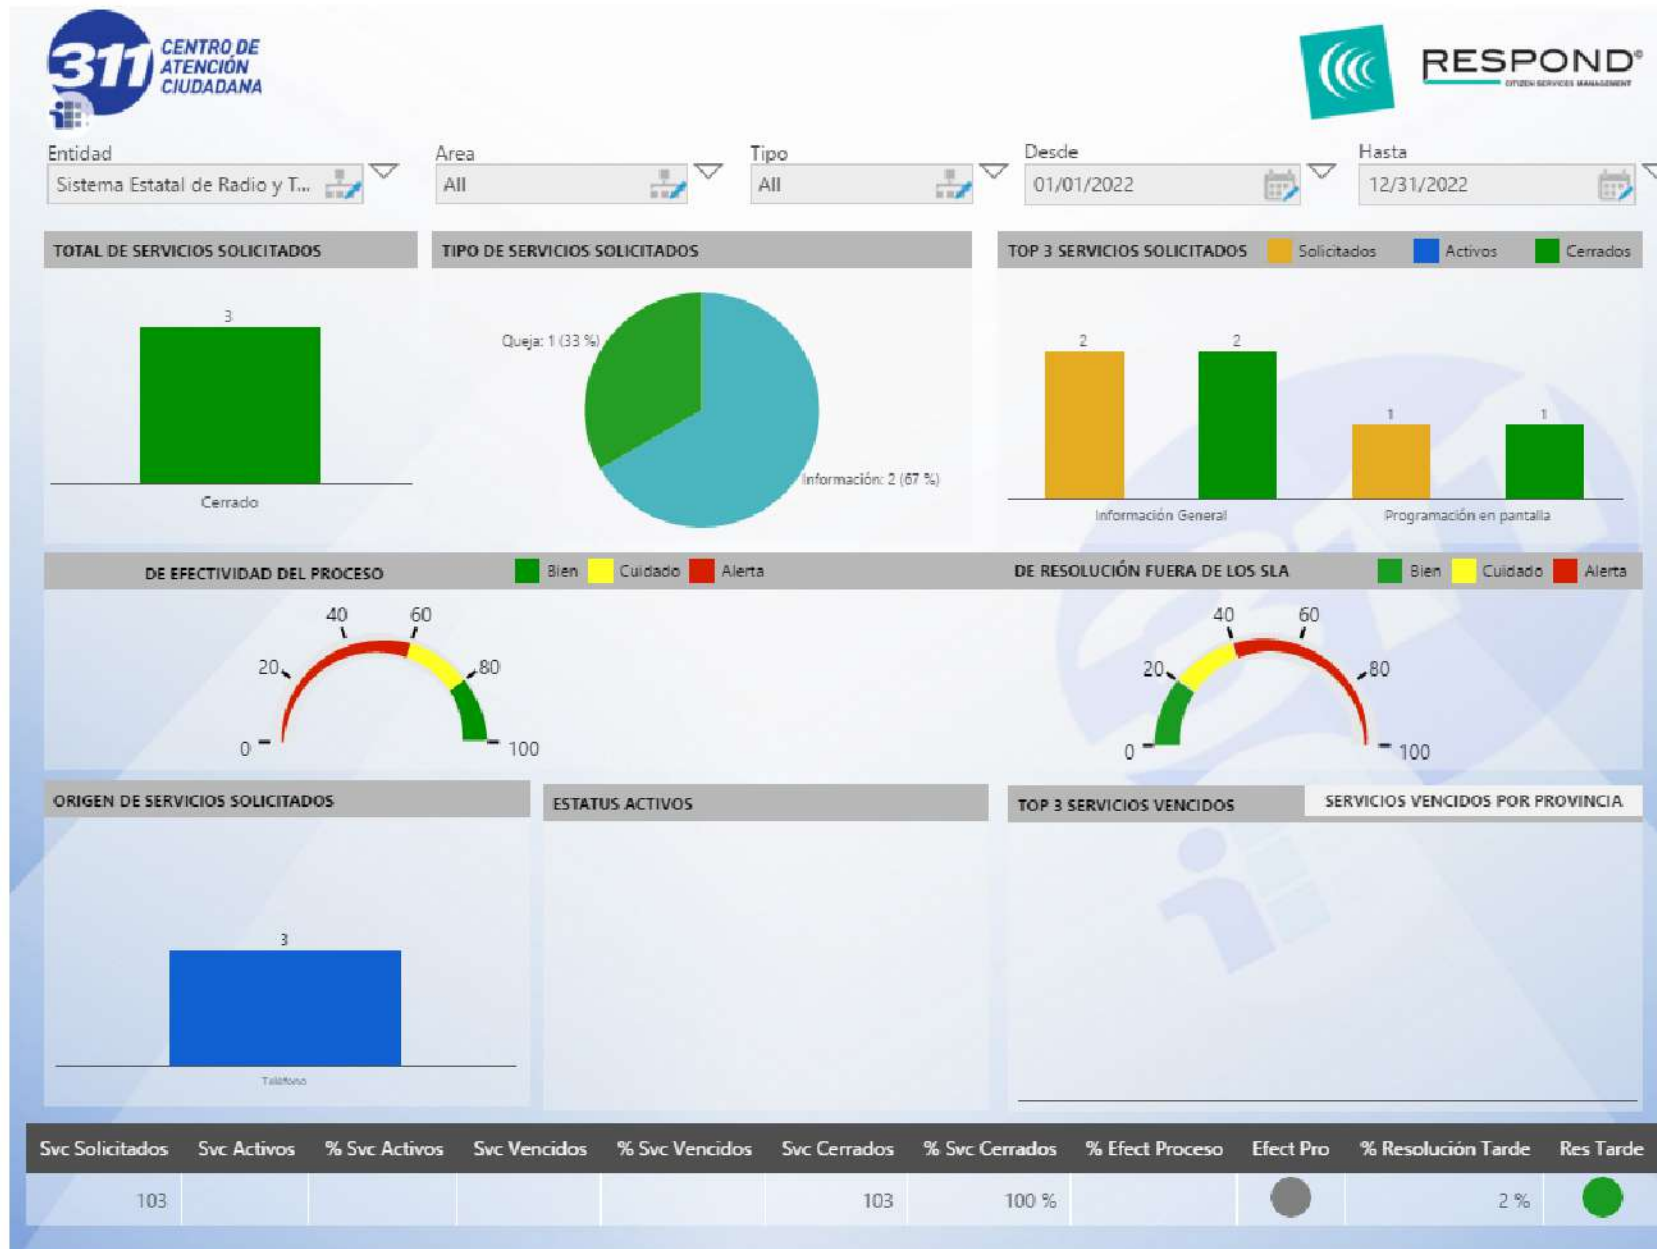 311 CENTRO DE
ATENCIÓN
CIUDADANA
RESPOND®
CITIZEN SERVICES MANAGEMENT
Entidad Area Tipo Desde Hasta
Sistema Estatal de Radio y T... All All 01/01/2022 12/31/2022
TOTAL DE SERVICIOS SOLICITADOS
3
Cerrado
TIPO DE SERVICIOS SOLICITADOS
Queja: 1 (33 %)
Información: 2 (67 %)
TOP 3 SERVICIOS SOLICITADOS Solicitados Activos Cerrados
2 2 1 1
Información General Programación en pantalla
DE EFECTIVIDAD DEL PROCESO Bien Cuidado Alerta
0 20 40 60 80 100
DE RESOLUCIÓN FUERA DE LOS SLA Bien Cuidado Alerta
0 20 40 60 80 100
ORIGEN DE SERVICIOS SOLICITADOS
3
Teléfono
ESTATUS ACTIVOS
TOP 3 SERVICIOS VENCIDOS SERVICIOS VENCIDOS POR PROVINCIA
311
Svc Solicitados Svc Activos % Svc Activos Svc Vencidos % Svc Vencidos Svc Cerrados % Svc Cerrados % Efect Proceso Efect Pro % Resolución Tarde Res Tarde
103 103 100 % 2 %